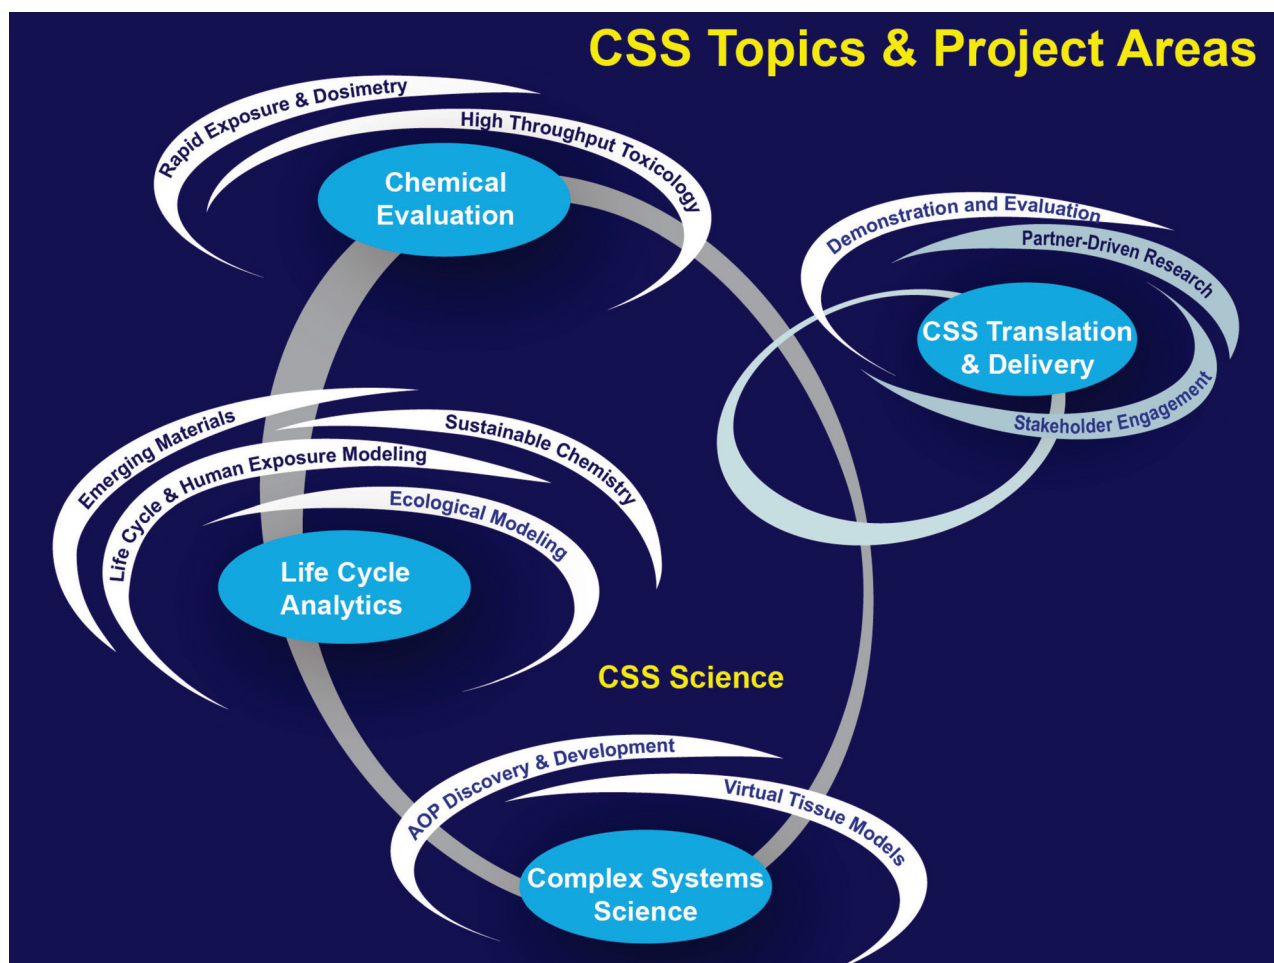 CSS Topics & Project Areas
Rapid Exposure & Dosimetry
High Throughput Toxicology
Chemical
Evaluation
Demonstration and Evaluation
Partner-Driven Research
CSS Translation
& Delivery
Stakeholder Engagement
Emerging Materials
Sustainable Chemistry
Life Cycle & Human Exposure Modeling
Ecological Modeling
Life Cycle
Analytics
CSS Science
AOP Discovery & Development
Virtual Tissue Models
Complex Systems
Science